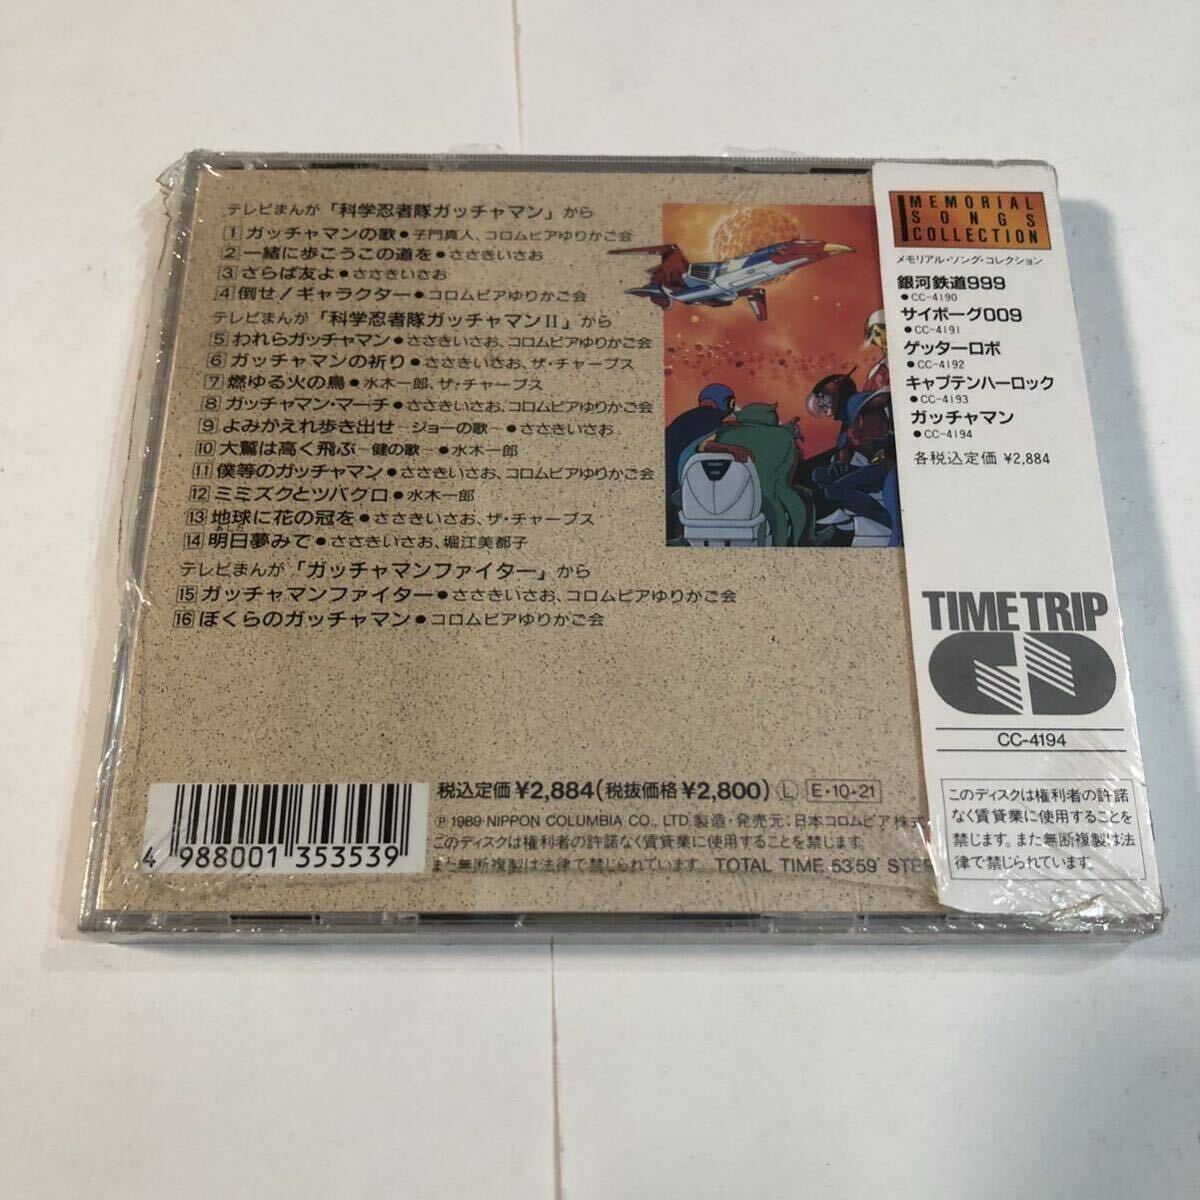 テレビまんが「科学忍者隊ガッチャマン」から
1 ガッチャマンの歌●子門真人、コロムビアゆりかご会
2 一緒に歩こうこの道を●ささきいさお
3 さらば友よ●ささきいさお
4 倒せ!ギャラクター●コロムビアゆりかご会
テレビまんが「科学忍者隊ガッチャマンII」から
5 われらガッチャマン●ささきいさお、コロムビアゆりかご会
6 ガッチャマンの祈り●ささきいさお、ザ・チャープス
7 燃ゆる火の鳥●水木一郎、ザ・チャープス
8 ガッチャマン・マーチ●ささきいさお、コロムビアゆりかご会
9 よみがえれ歩き出せ~ジョーの歌~●ささきいさお
10 大鷲は高く飛ぶ~健の歌~●水木一郎
11 僕等のガッチャマン●ささきいさお、コロムビアゆりかご会
12 ミミズクとツバクロ●水木一郎
13 地球に花の冠を●ささきいさお、ザ・チャープス
あした
14 明日夢みて●ささきいさお、堀江美都子
テレビまんが「ガッチャマンファイター」から
15 ガッチャマンファイター●ささきいさお、コロムビアゆりかご会
16 ぼくらのガッチャマン●コロムビアゆりかご会
4 988001 353539
税込定価¥2,884(税抜価格¥2,800) Ⓛ E・10・21
Ⓟ 1989 NIPPON COLUMBIA CO., LTD. 製造・発売元:日本コロムビア株式
このディスクは権利者の許諾なく賃貸業に使用することを禁じます。
また無断複製は法律で禁じられています。 TOTAL TIME, 53'59" STE
MEMORIAL
SONGS
COLLECTION
メモリアル・ソング・コレクション
銀河鉄道999
●CC-4190
サイボーグ009
●CC-4191
ゲッターロボ
●CC-4192
キャプテンハーロック
●CC-4193
ガッチャマン
●CC-4194
各税込定価 ¥2,884
TIME TRIP
CD
CC-4194
このディスクは権利者の許諾
なく賃貸業に使用することを
禁じます。また無断複製は法
律で禁じられています。